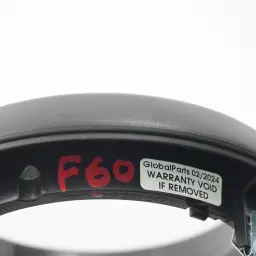 F60
GlobalParts 02/2024
WARRANTY VOID
IF REMOVED